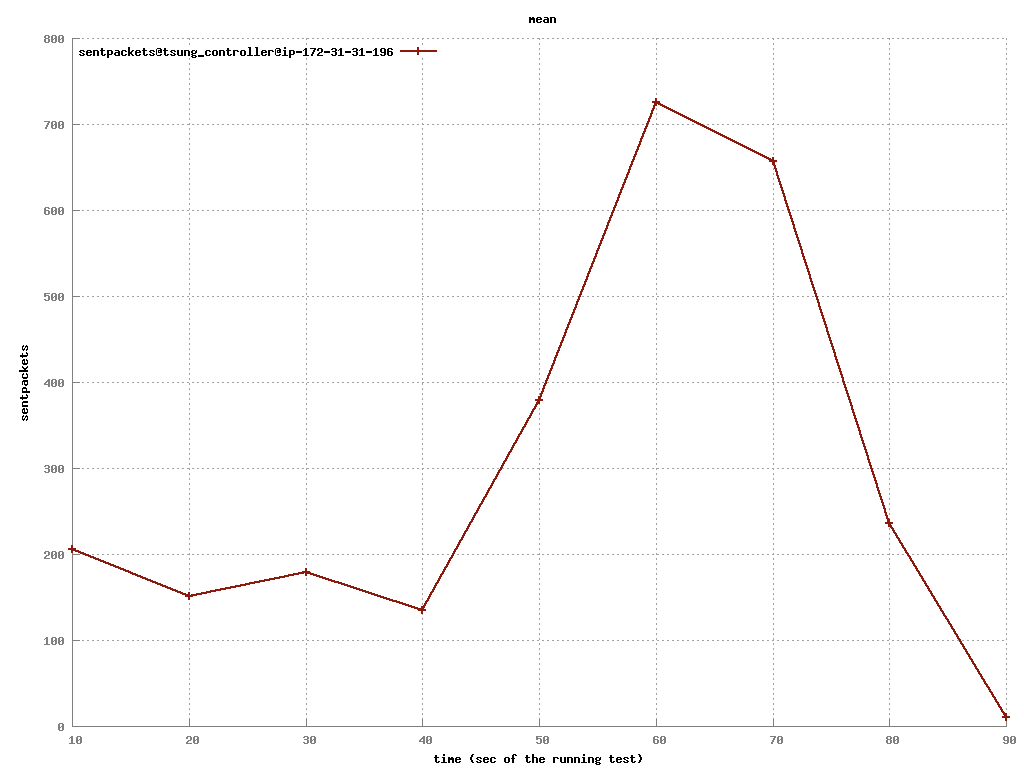 mean
sentpackets@tsung_controller@ip-172-31-31-196
800
700
600
500
400
300
200
100
0
sentpackets
10 20 30 40 50 60 70 80 90
time (sec of the running test)